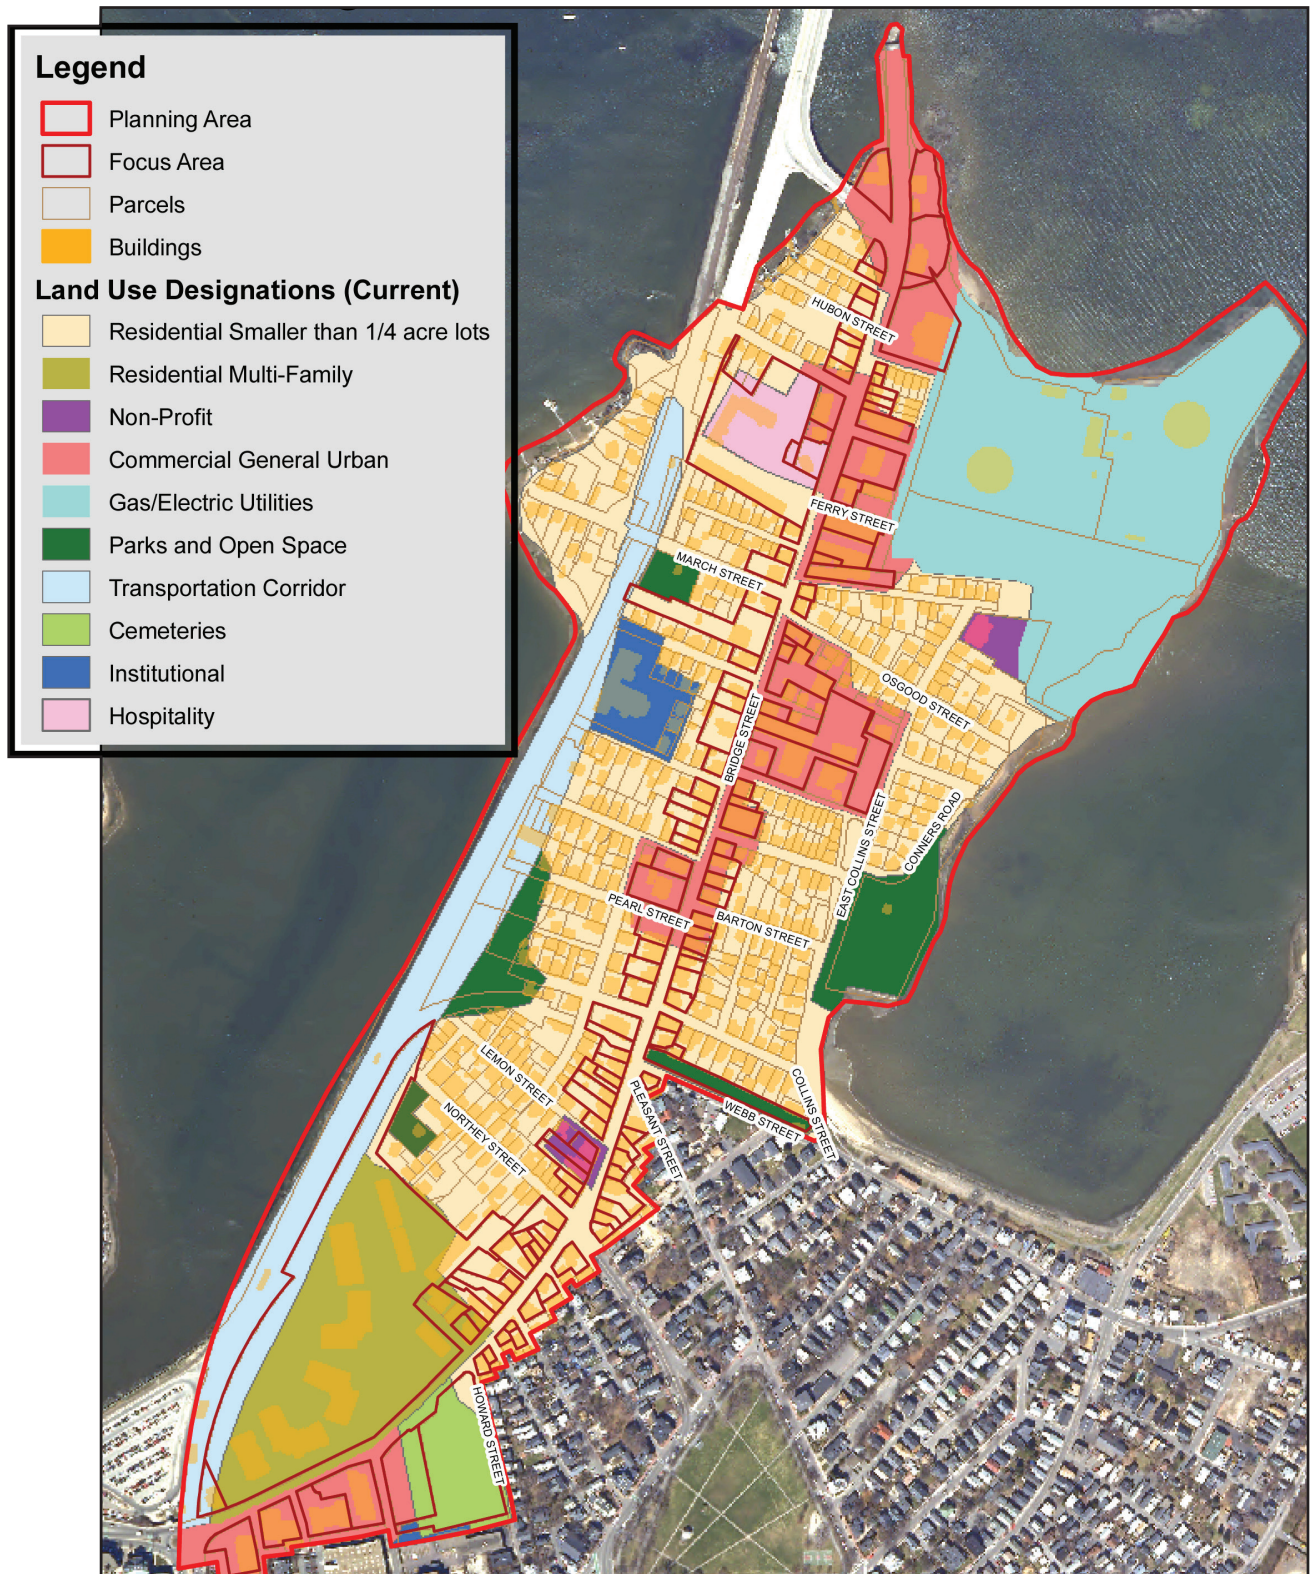 Legend
Planning Area
Focus Area
Parcels
Buildings
Land Use Designations (Current)
Residential Smaller than 1/4 acre lots
Residential Multi-Family
Non-Profit
Commercial General Urban
Gas/Electric Utilities
Parks and Open Space
Transportation Corridor
Cemeteries
Institutional
Hospitality
HUBON STREET
FERRY STREET
MARCH STREET
OSGOOD STREET
BRIDGE STREET
EAST COLLINS STREET
CONNERS ROAD
PEARL STREET
BARTON STREET
LEMON STREET
NORTHEY STREET
PLEASANT STREET
WEBB STREET
COLLINS STREET
HOWARD STREET